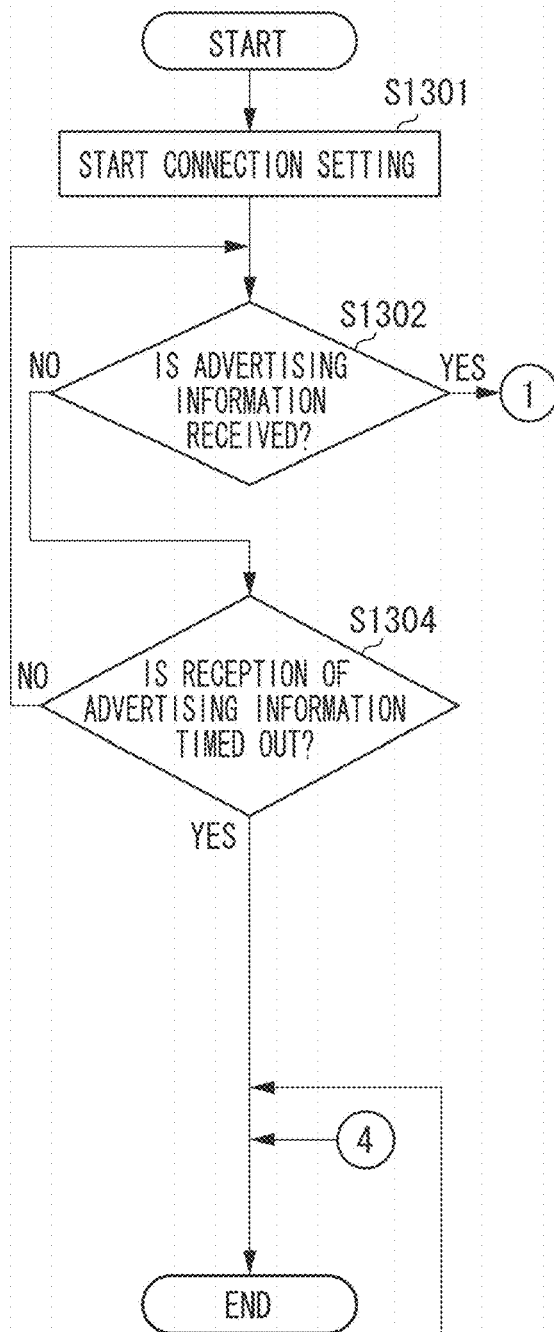 START
S1301
START CONNECTION SETTING
S1302
NO
IS ADVERTISING
INFORMATION
RECEIVED?
YES
1
S1304
NO
IS RECEPTION OF
ADVERTISING INFORMATION
TIMED OUT?
YES
4
END